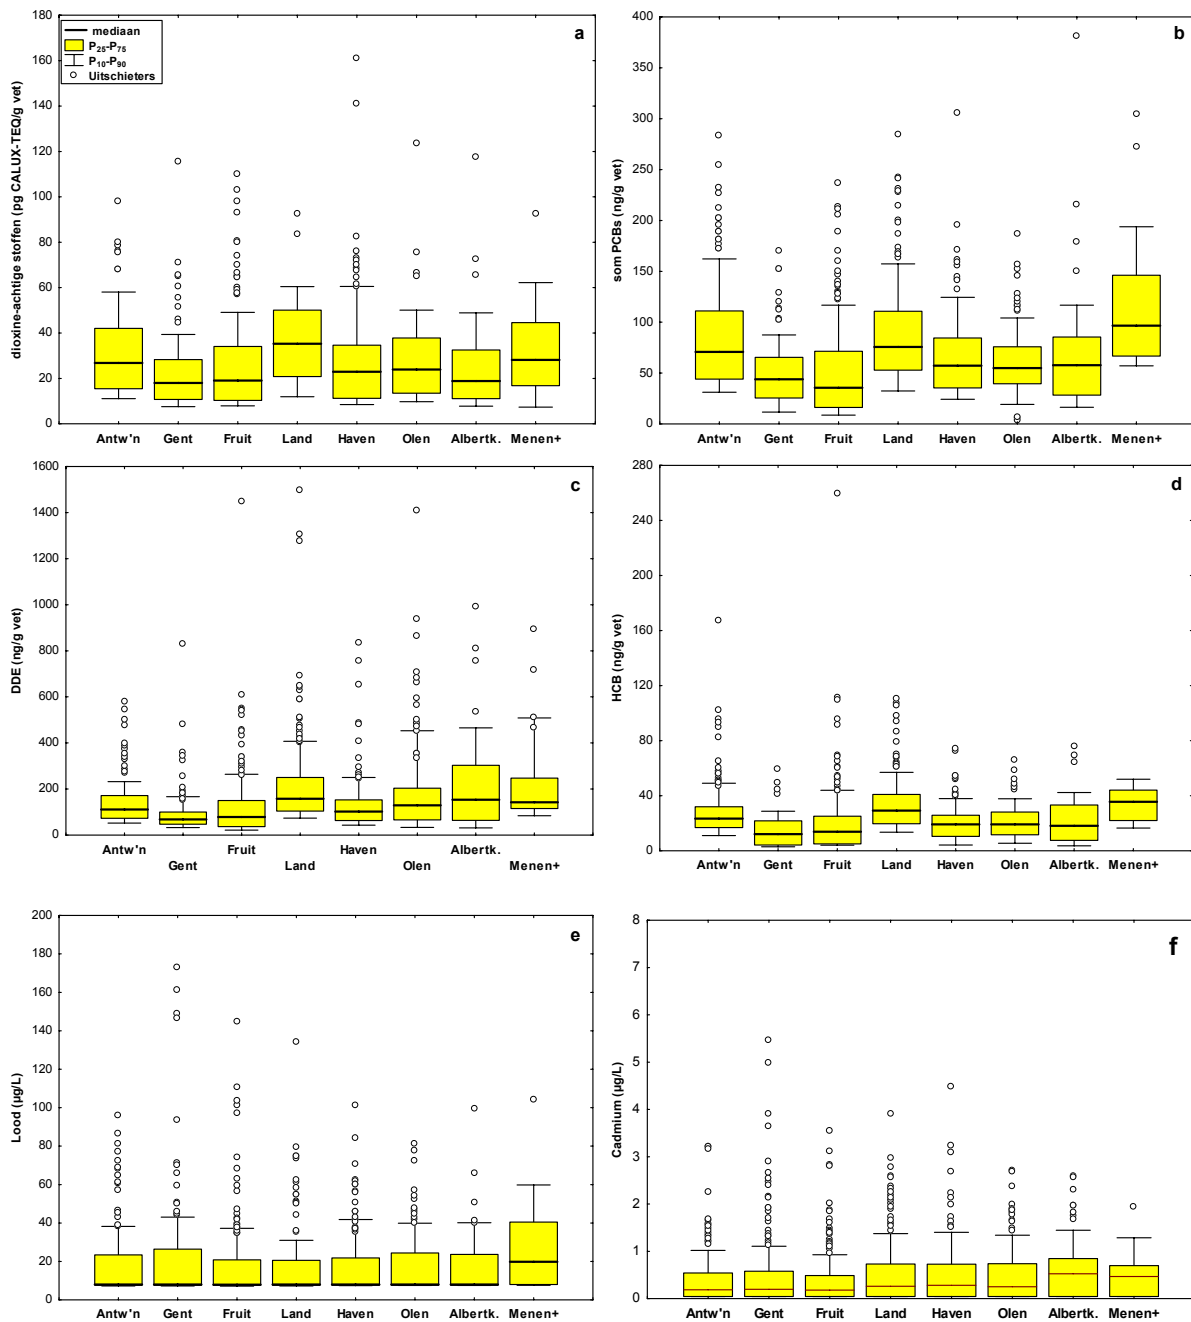 a
mediaan
P25-P75
P10-P90
Uitschieters
dioxine-achtige stoffen (pg CALUX-TEQ/g vet)
180
160
140
120
100
80
60
40
20
0
Antw'n Gent Fruit Land Haven Olen Albertk. Menen+
b
som PCBs (ng/g vet)
400
350
300
250
200
150
100
50
0
Antw'n Gent Fruit Land Haven Olen Albertk. Menen+
c
DDE (ng/g vet)
1600
1400
1200
1000
800
600
400
200
0
Antw'n Fruit Haven Albertk.
Gent Land Olen Menen+
d
HCB (ng/g vet)
280
240
200
160
120
80
40
0
Antw'n Gent Fruit Land Haven Olen Albertk. Menen+
e
Lood (µg/L)
200
180
160
140
120
100
80
60
40
20
0
Antw'n Gent Fruit Land Haven Olen Albertk. Menen+
f
Cadmium (µg/L)
8
7
6
5
4
3
2
1
0
Antw'n Gent Fruit Land Haven Olen Albertk. Menen+